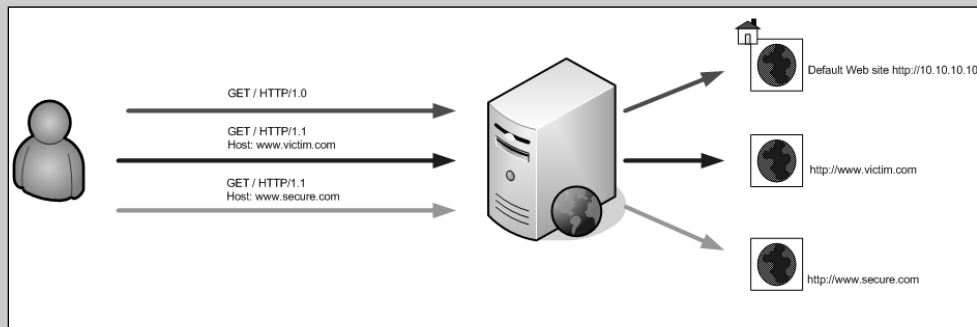 GET / HTTP/1.0
GET / HTTP/1.1
Host: www.victim.com
GET / HTTP/1.1
Host: www.secure.com
Default Web site http://10.10.10.10
http://www.victim.com
http://www.secure.com